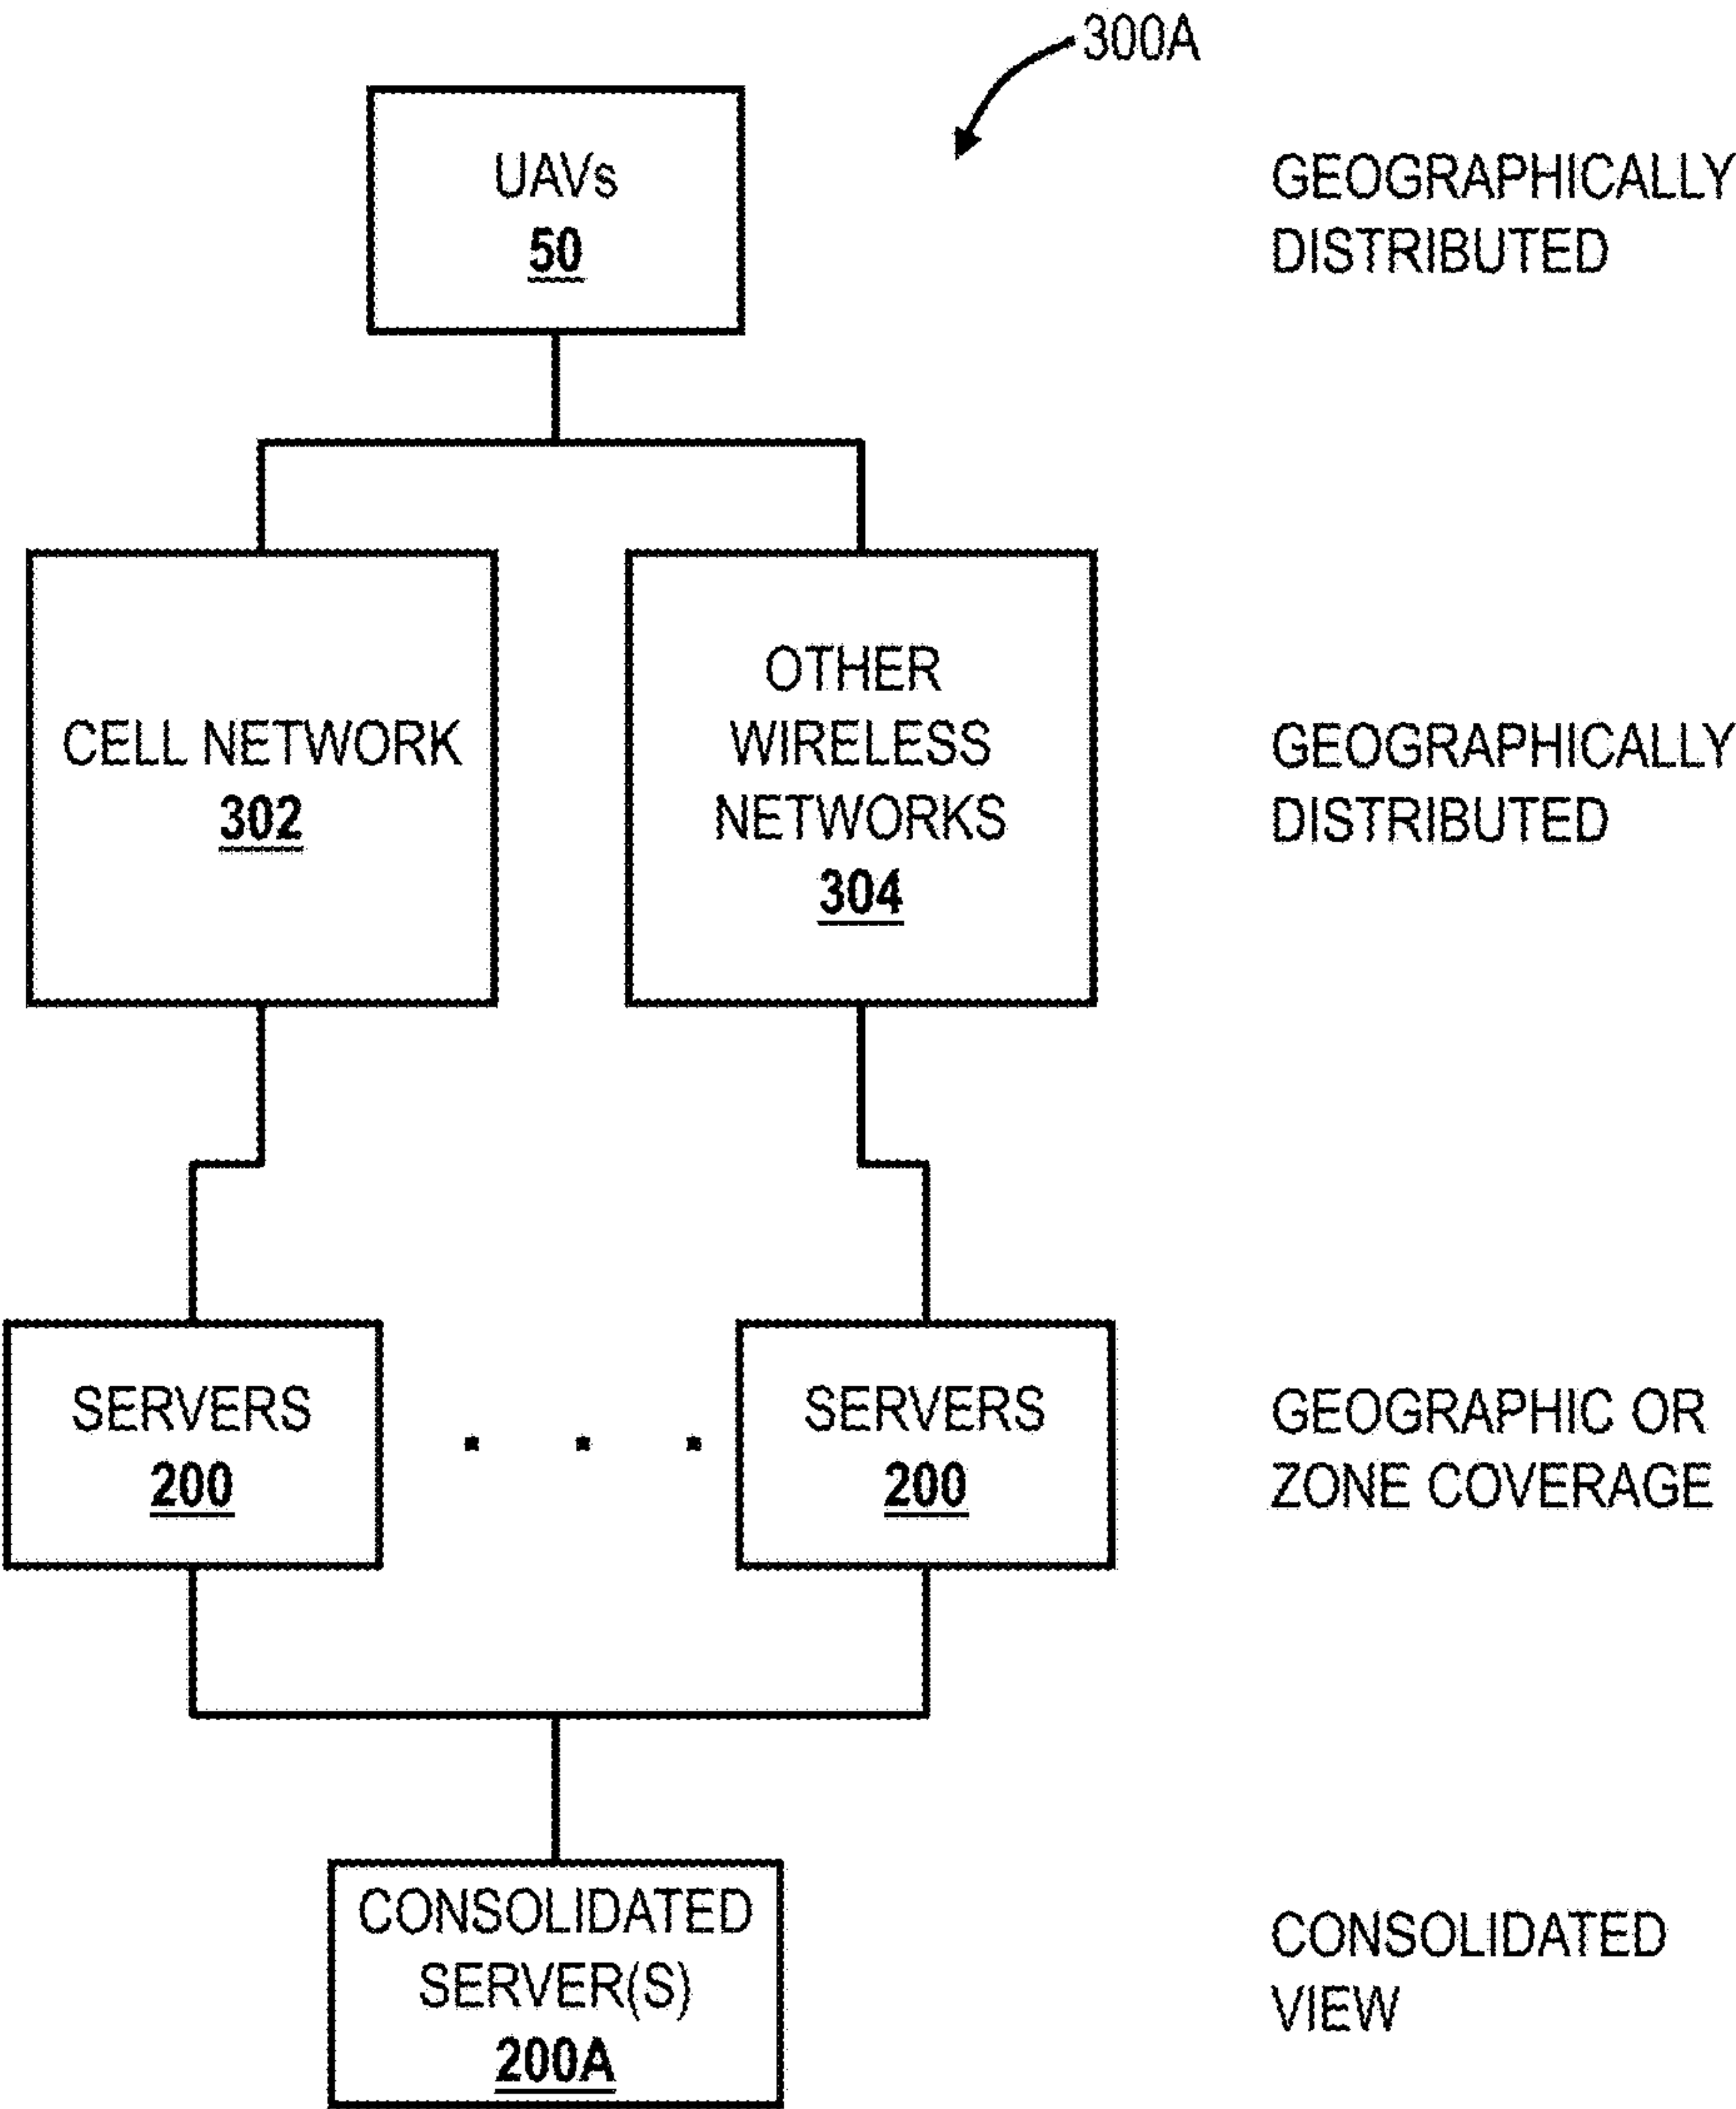 300A
UAVs
50
GEOGRAPHICALLY
DISTRIBUTED
CELL NETWORK
302
OTHER
WIRELESS
NETWORKS
304
GEOGRAPHICALLY
DISTRIBUTED
SERVERS
200
. . .
SERVERS
200
GEOGRAPHIC OR
ZONE COVERAGE
CONSOLIDATED
SERVER(S)
200A
CONSOLIDATED
VIEW